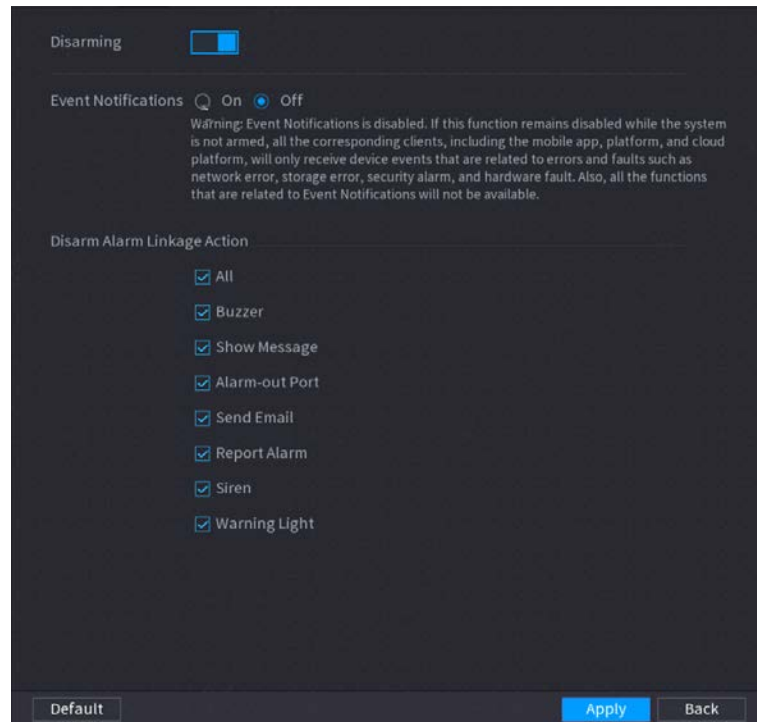 Disarming
Event Notifications On Off
Warning: Event Notifications is disabled. If this function remains disabled while the system
is not armed, all the corresponding clients, including the mobile app, platform, and cloud
platform, will only receive device events that are related to errors and faults such as
network error, storage error, security alarm, and hardware fault. Also, all the functions
that are related to Event Notifications will not be available.
Disarm Alarm Linkage Action
All
Buzzer
Show Message
Alarm-out Port
Send Email
Report Alarm
Siren
Warning Light
Default Apply Back